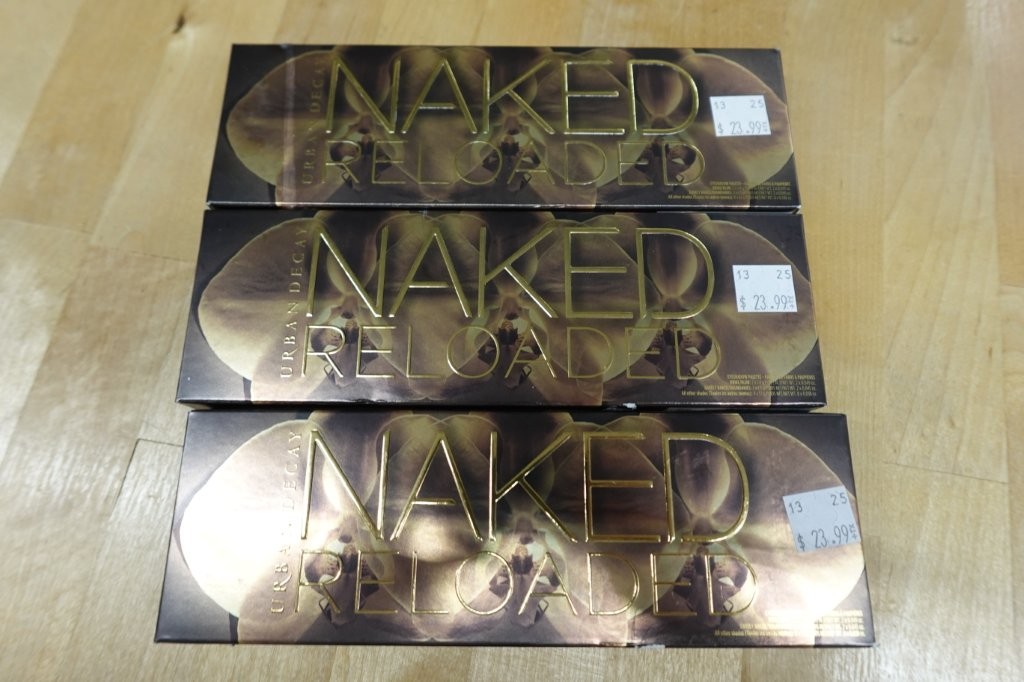 URBAN DECAY
NAKED
RELOADED
13 25
$ 23.99
URBAN DECAY
NAKED
RELOADED
13 25
$ 23.99
URBAN DECAY
NAKED
RELOADED
13 25
$ 23.99